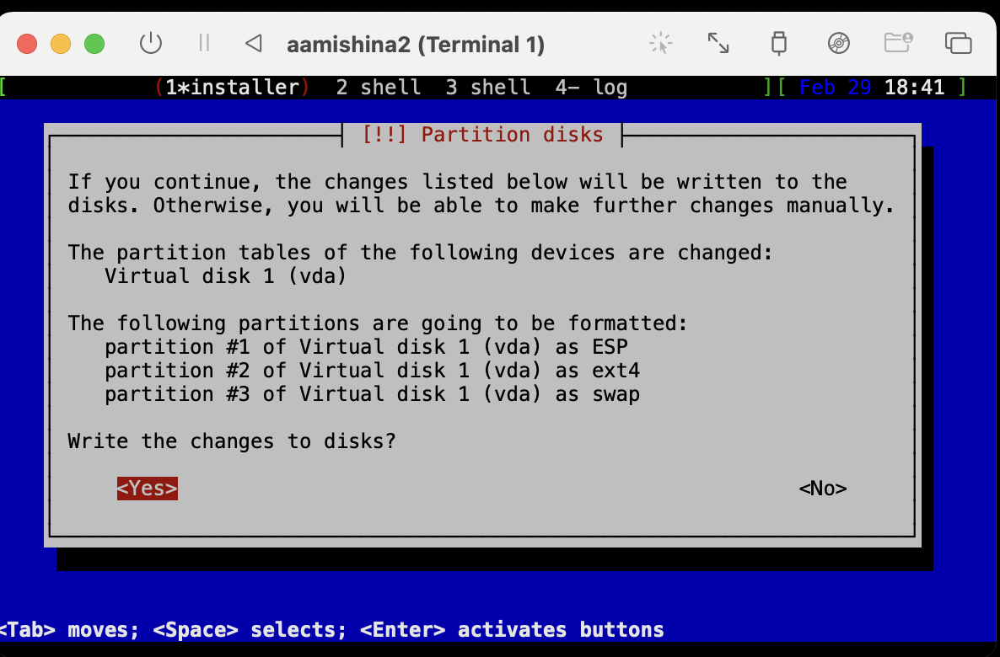 aamishina2 (Terminal 1)
[ (1*installer) 2 shell 3 shell 4- log ][ Feb 29 18:41 ]
[!!] Partition disks
If you continue, the changes listed below will be written to the
disks. Otherwise, you will be able to make further changes manually.
The partition tables of the following devices are changed:
Virtual disk 1 (vda)
The following partitions are going to be formatted:
partition #1 of Virtual disk 1 (vda) as ESP
partition #2 of Virtual disk 1 (vda) as ext4
partition #3 of Virtual disk 1 (vda) as swap
Write the changes to disks?
<Yes> <No>
<Tab> moves; <Space> selects; <Enter> activates buttons